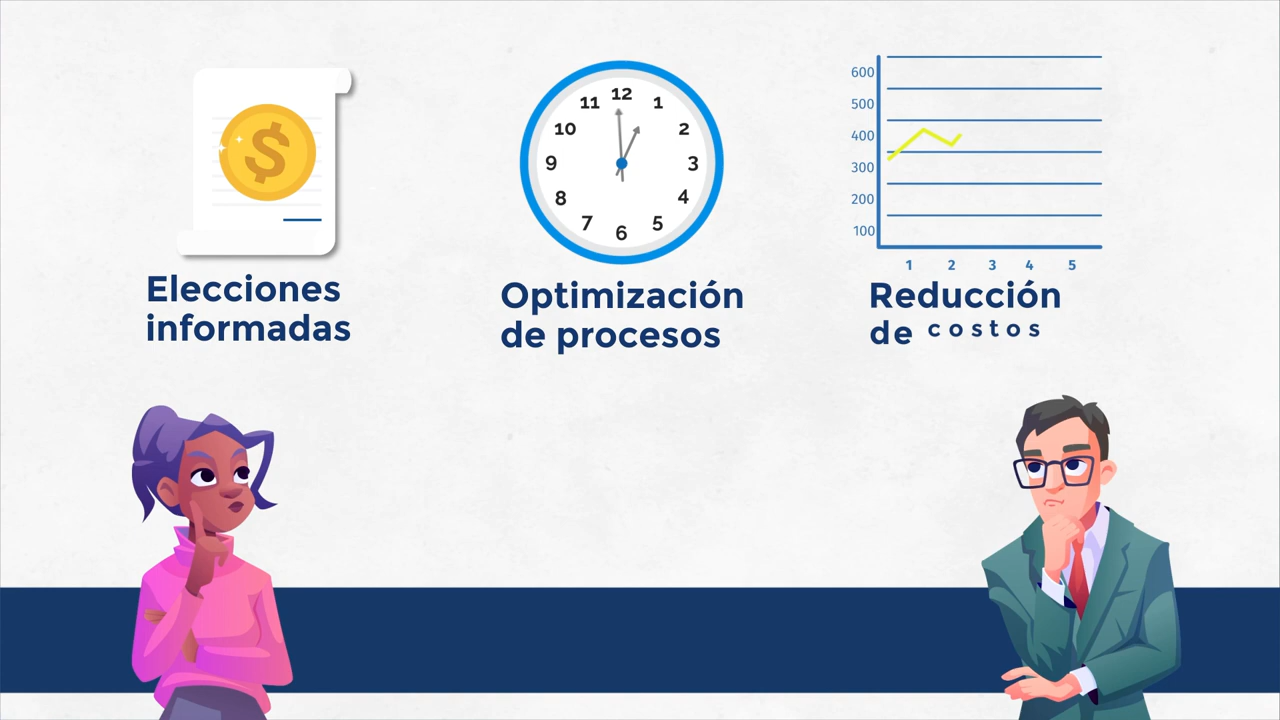 $
Elecciones
informadas
12
11 1
10 2
9 3
8 4
7 5
6
Optimización
de procesos
600
500
400
300
200
100
1 2 3 4 5
Reducción
de costos